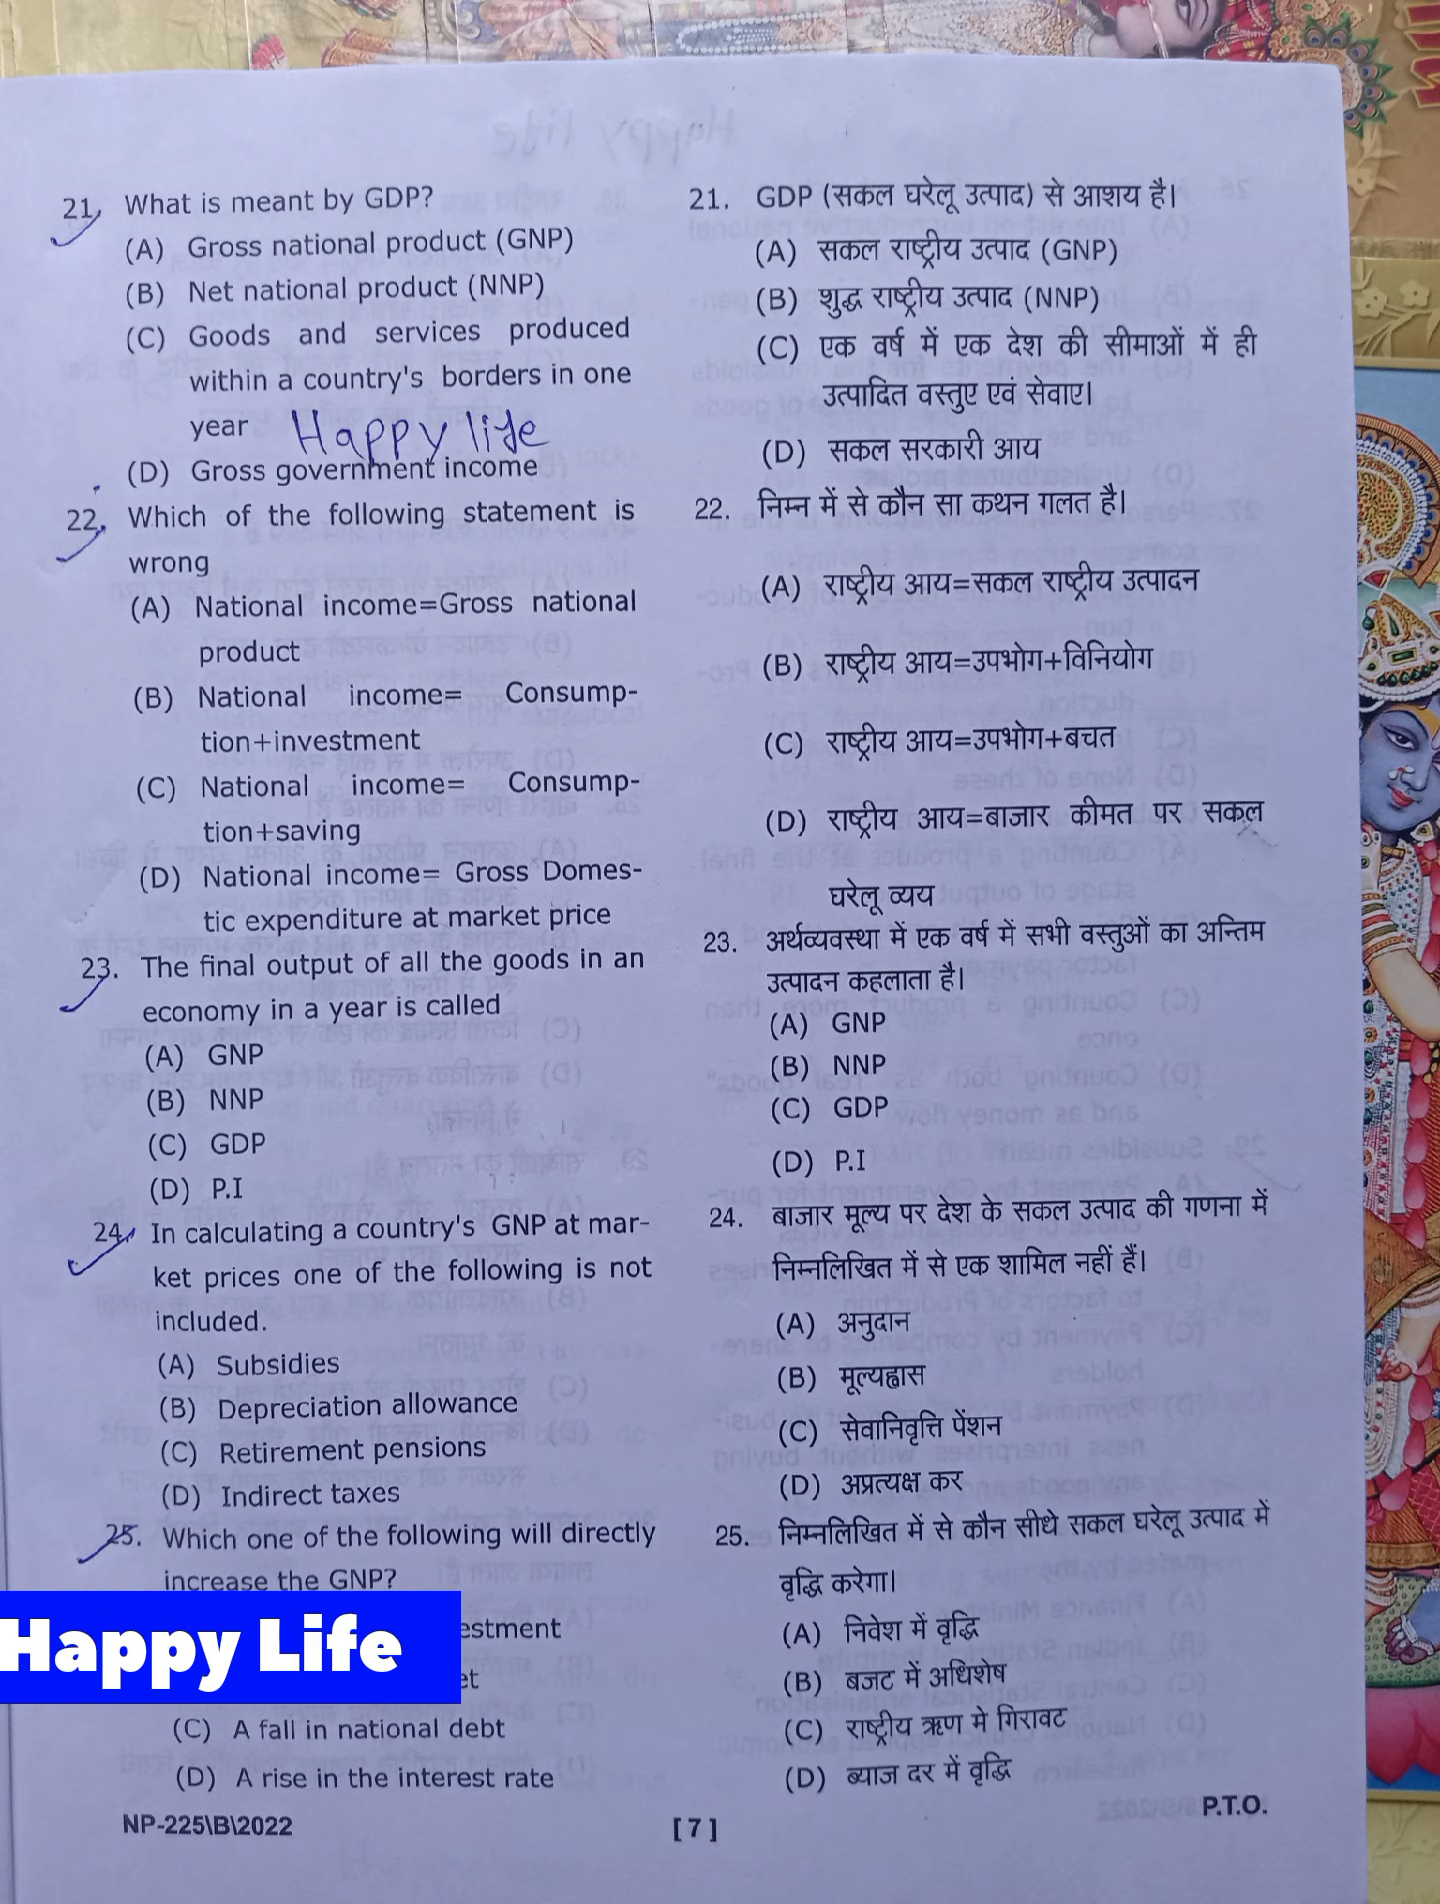 21. What is meant by GDP?
(A) Gross national product (GNP)
(B) Net national product (NNP)
(C) Goods and services produced
within a country's borders in one
year
Happy life
(D) Gross government income
22. Which of the following statement is
wrong
(A) National income=Gross national
product
(B) National income= Consump-
tion+investment
(C) National income= Consump-
tion+saving
(D) National income= Gross Domes-
tic expenditure at market price
23. The final output of all the goods in an
economy in a year is called
(A) GNP
(B) NNP
(C) GDP
(D) P.I
24. In calculating a country's GNP at mar-
ket prices one of the following is not
included.
(A) Subsidies
(B) Depreciation allowance
(C) Retirement pensions
(D) Indirect taxes
25. Which one of the following will directly
increase the GNP?
estment
et
Happy Life
(C) A fall in national debt
(D) A rise in the interest rate
21. GDP (सकल घरेलू उत्पाद) से आशय है।
(A) सकल राष्ट्रीय उत्पाद (GNP)
(B) शुद्ध राष्ट्रीय उत्पाद (NNP)
(C) एक वर्ष में एक देश की सीमाओं में ही
उत्पादित वस्तुए एवं सेवाए।
(D) सकल सरकारी आय
22. निम्न में से कौन सा कथन गलत है।
(A) राष्ट्रीय आय=सकल राष्ट्रीय उत्पादन
(B) राष्ट्रीय आय=उपभोग+विनियोग
(C) राष्ट्रीय आय=उपभोग+बचत
(D) राष्ट्रीय आय=बाजार कीमत पर सकल
घरेलू व्यय
23. अर्थव्यवस्था में एक वर्ष में सभी वस्तुओं का अन्तिम
उत्पादन कहलाता है।
(A) GNP
(B) NNP
(C) GDP
(D) P.I
24. बाजार मूल्य पर देश के सकल उत्पाद की गणना में
निम्नलिखित में से एक शामिल नहीं हैं।
(A) अनुदान
(B) मूल्यह्वास
(C) सेवानिवृत्ति पेंशन
(D) अप्रत्यक्ष कर
25. निम्नलिखित में से कौन सीधे सकल घरेलू उत्पाद में
वृद्धि करेगा।
(A) निवेश में वृद्धि
(B) बजट में अधिशेष
(C) राष्ट्रीय ऋण मे गिरावट
(D) ब्याज दर में वृद्धि
NP-225\B\2022
[ 7 ]
P.T.O.